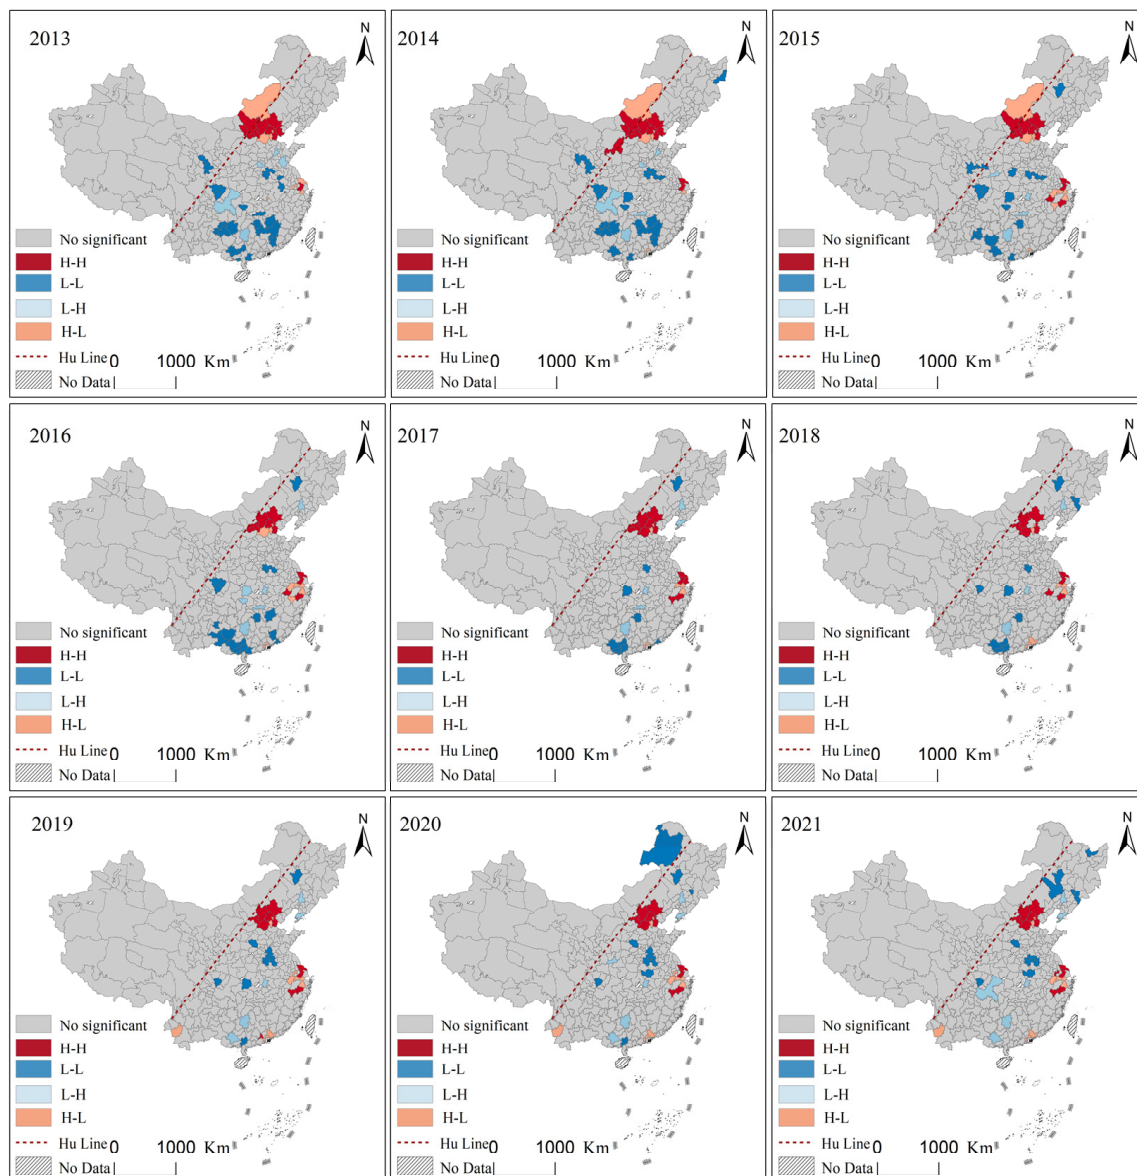 2013
N
No significant
H-H
L-L
L-H
H-L
Hu Line
0 1000 Km
No Data
2014
N
No significant
H-H
L-L
L-H
H-L
Hu Line
0 1000 Km
No Data
2015
N
No significant
H-H
L-L
L-H
H-L
Hu Line
0 1000 Km
No Data
2016
N
No significant
H-H
L-L
L-H
H-L
Hu Line
0 1000 Km
No Data
2017
N
No significant
H-H
L-L
L-H
H-L
Hu Line
0 1000 Km
No Data
2018
N
No significant
H-H
L-L
L-H
H-L
Hu Line
0 1000 Km
No Data
2019
N
No significant
H-H
L-L
L-H
H-L
Hu Line
0 1000 Km
No Data
2020
N
No significant
H-H
L-L
L-H
H-L
Hu Line
0 1000 Km
No Data
2021
N
No significant
H-H
L-L
L-H
H-L
Hu Line
0 1000 Km
No Data